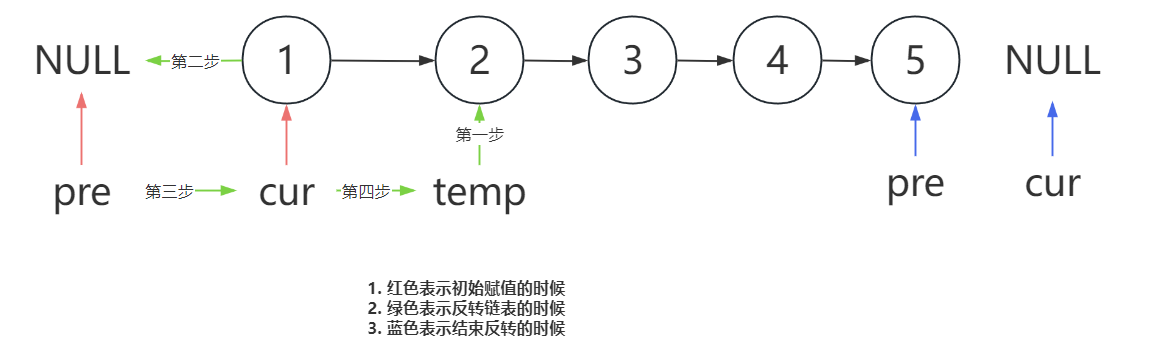 NULL 第二步 1 2 3 4 5 NULL
第一步
pre 第三步 cur 第四步 temp pre cur
1. 红色表示初始赋值的时候
2. 绿色表示反转链表的时候
3. 蓝色表示结束反转的时候